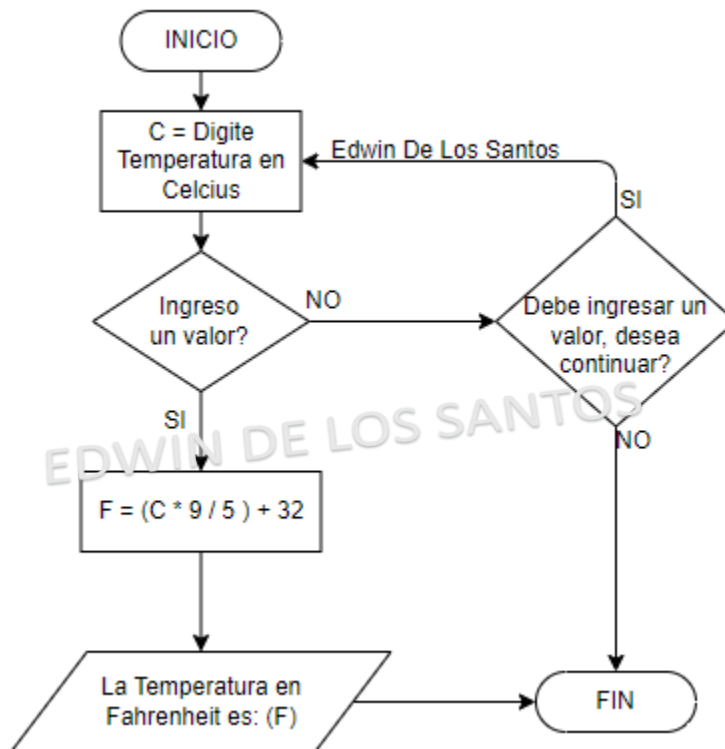 INICIO
C = Digite
Temperatura en
Celcius
Edwin De Los Santos
SI
Ingreso
un valor?
NO
Debe ingresar un
valor, desea
continuar?
SI
EDWIN DE LOS SANTOS
NO
F = (C * 9 / 5 ) + 32
La Temperatura en
Fahrenheit es: (F)
FIN